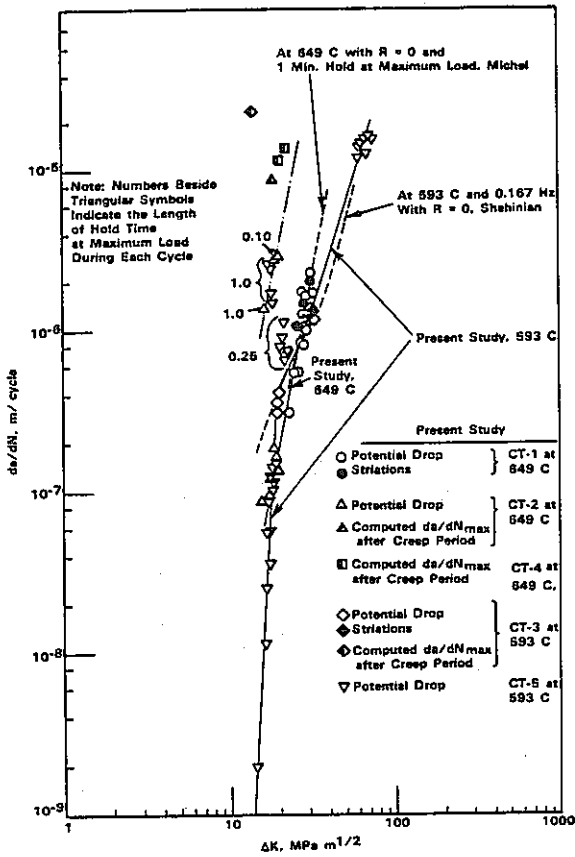 At 649 C with R = 0 and
1 Min. Hold at Maximum Load, Michel
10-5
Note: Numbers Beside
Triangular Symbols
Indicate the Length
of Hold Time
at Maximum Load
During Each Cycle
At 593 C and 0.167 Hz
With R = 0, Shehinian
0.10
1.0
1.0
10-6
0.25
Present Study, 593 C
Present
Study,
649 C
da/dN, m/cycle
Present Study
Potential Drop
Striations
CT-1 at
649 C
10-7
Potential Drop
Computed da/dNmax
after Creep Period
CT-2 at
649 C
Computed da/dNmax
after Creep Period
CT-4 at
649 C.
Potential Drop
Striations
Computed da/dNmax
after Creep Period
CT-3 at
593 C
10-8
Potential Drop
CT-5 at
593 C
10-9
1
10
100
1000
ΔK, MPa m1/2